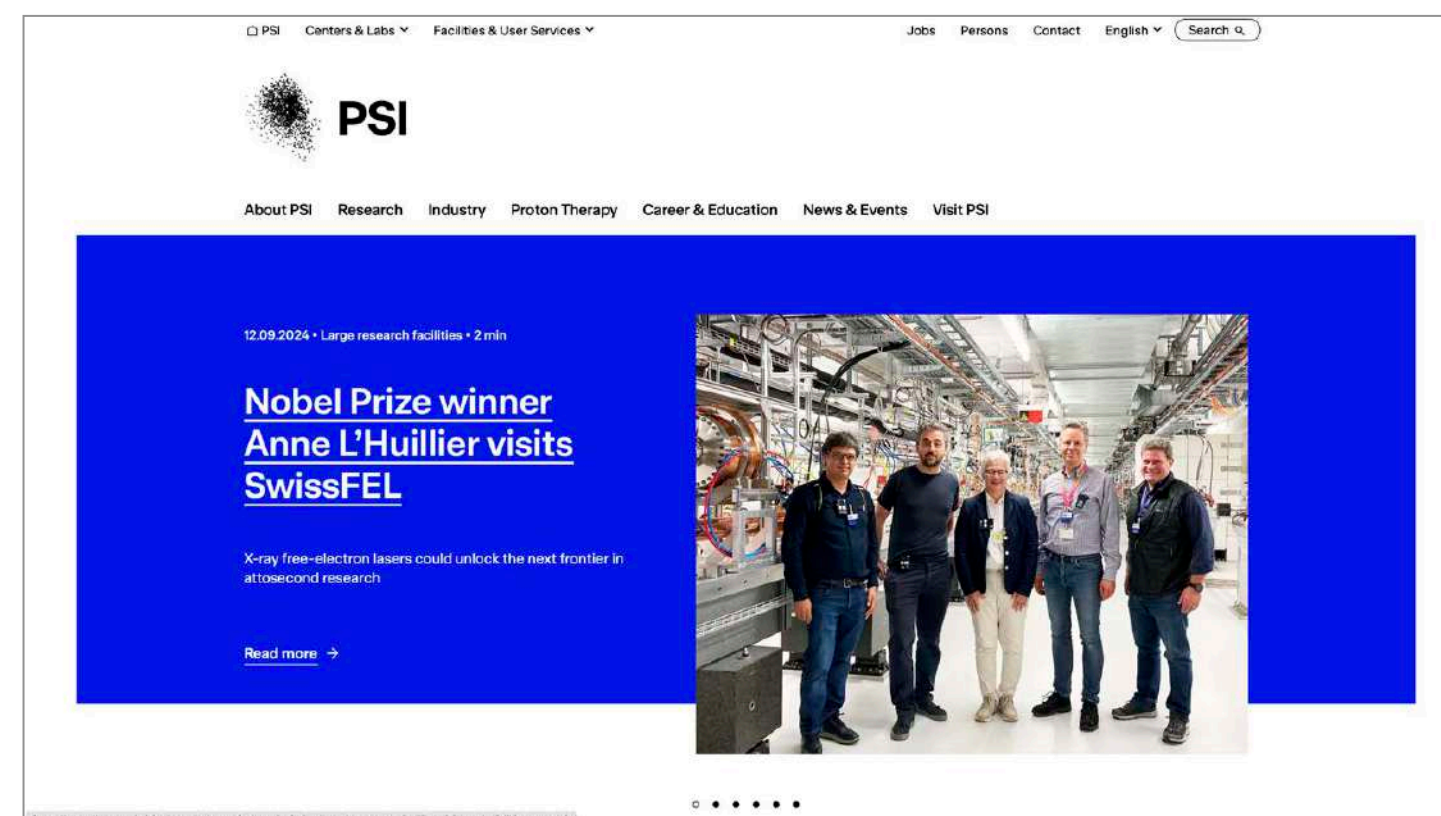 PSI Centers & Labs Facilities & User Services Jobs Persons Contact English Search
PSI
About PSI Research Industry Proton Therapy Career & Education News & Events Visit PSI
12.09.2024 • Large research facilities • 2 min
Nobel Prize winner
Anne L'Huillier visits
SwissFEL
X-ray free-electron lasers could unlock the next frontier in
attosecond research
Read more →